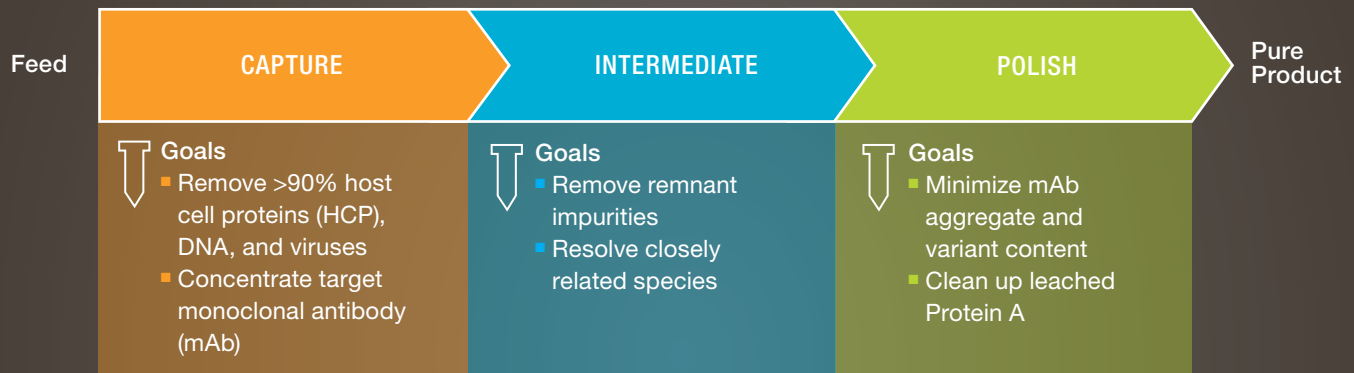 Feed
CAPTURE
INTERMEDIATE
POLISH
Pure
Product
Goals
▪ Remove >90% host
cell proteins (HCP),
DNA, and viruses
▪ Concentrate target
monoclonal antibody
(mAb)
Goals
▪ Remove remnant
impurities
▪ Resolve closely
related species
Goals
▪ Minimize mAb
aggregate and
variant content
▪ Clean up leached
Protein A